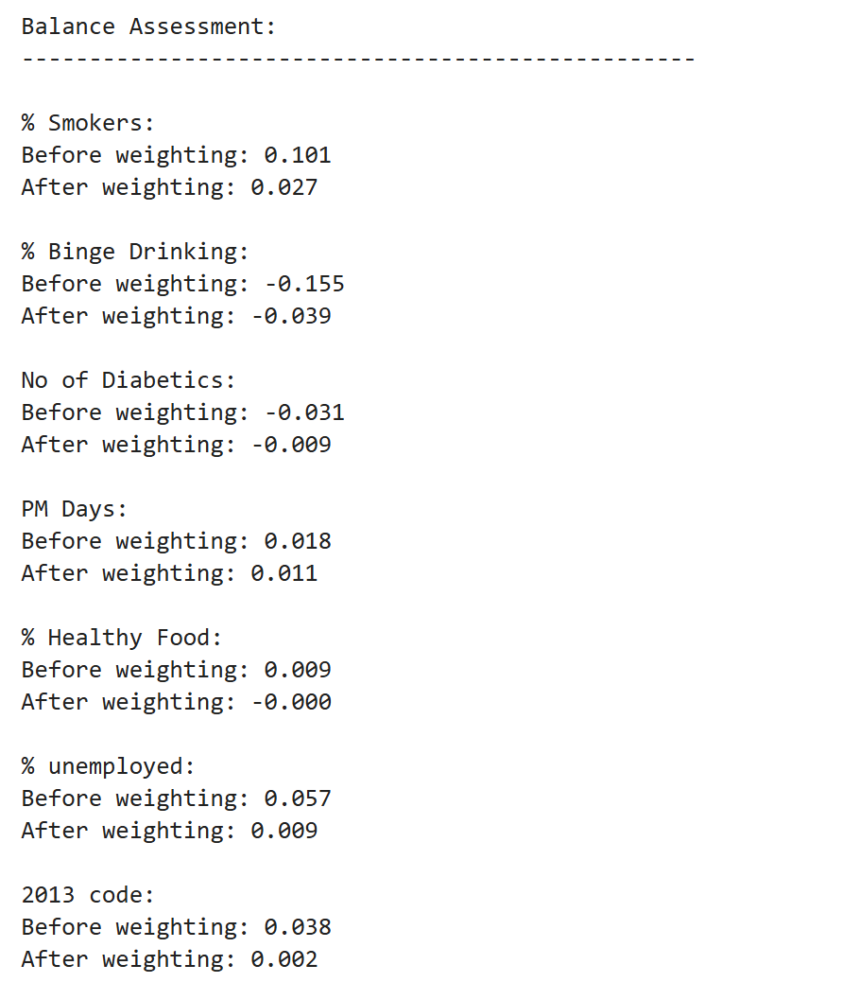 Balance Assessment:
--------------------------------------------------
% Smokers:
Before weighting: 0.101
After weighting: 0.027
% Binge Drinking:
Before weighting: -0.155
After weighting: -0.039
No of Diabetics:
Before weighting: -0.031
After weighting: -0.009
PM Days:
Before weighting: 0.018
After weighting: 0.011
% Healthy Food:
Before weighting: 0.009
After weighting: -0.000
% unemployed:
Before weighting: 0.057
After weighting: 0.009
2013 code:
Before weighting: 0.038
After weighting: 0.002